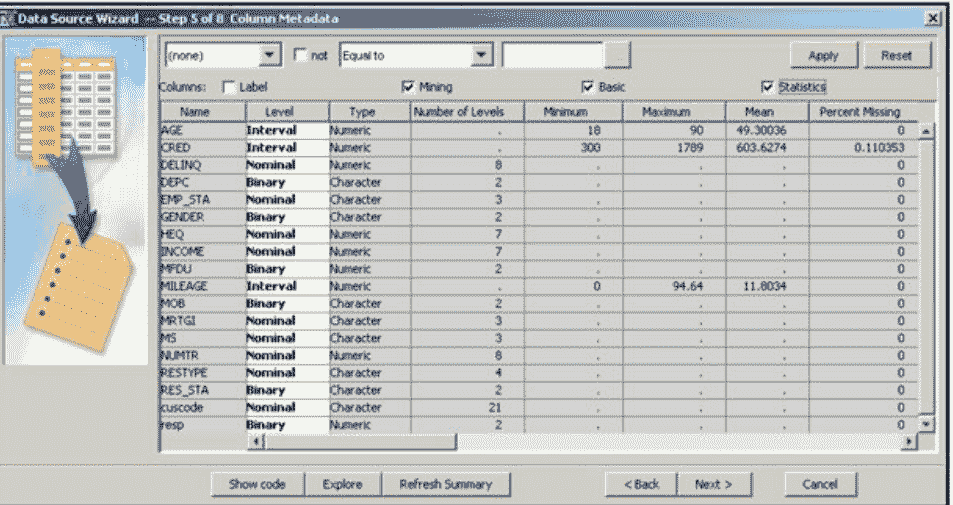 Data Source Wizard -- Step 5 of 8 Column Metadata
(none) not Equal to ... Apply Reset
Columns: Label Mining Basic Statistics
Name Level Type Number of Levels Minimum Maximum Mean Percent Missing
AGE Interval Numeric . 18 90 49.30036 0
CRED Interval Numeric . 300 1789 603.6274 0.110353
DELINQ Nominal Numeric 8 . . . 0
DEPC Binary Character 2 . . . 0
EMP_STA Nominal Character 3 . . . 0
GENDER Binary Character 2 . . . 0
HEQ Nominal Numeric 7 . . . 0
INCOME Nominal Numeric 7 . . . 0
MFDU Binary Numeric 2 . . . 0
MILEAGE Interval Numeric . 0 94.64 11.8034 0
MOB Binary Character 2 . . . 0
MRTGI Nominal Character 3 . . . 0
MS Nominal Character 3 . . . 0
NUMTR Nominal Numeric 8 . . . 0
RESTYPE Nominal Character 4 . . . 0
RES_STA Binary Character 2 . . . 0
cuscode Nominal Character 21 . . . 0
resp Binary Numeric 2 . . . 0
Show code Explore Refresh Summary < Back Next > Cancel